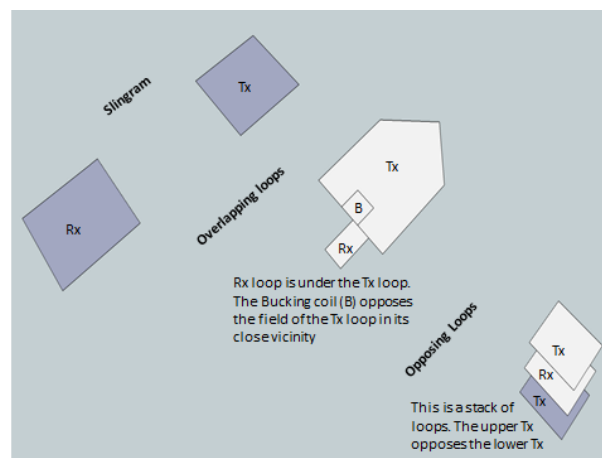 Slingram
Tx
Rx
Overlapping loops
Tx
B
Rx
Rx loop is under the Tx loop.
The Bucking coil (B) opposes
the field of the Tx loop in its
close vicinity
Opposing Loops
Tx
Rx
Tx
This is a stack of
loops. The upper Tx
opposes the lower Tx